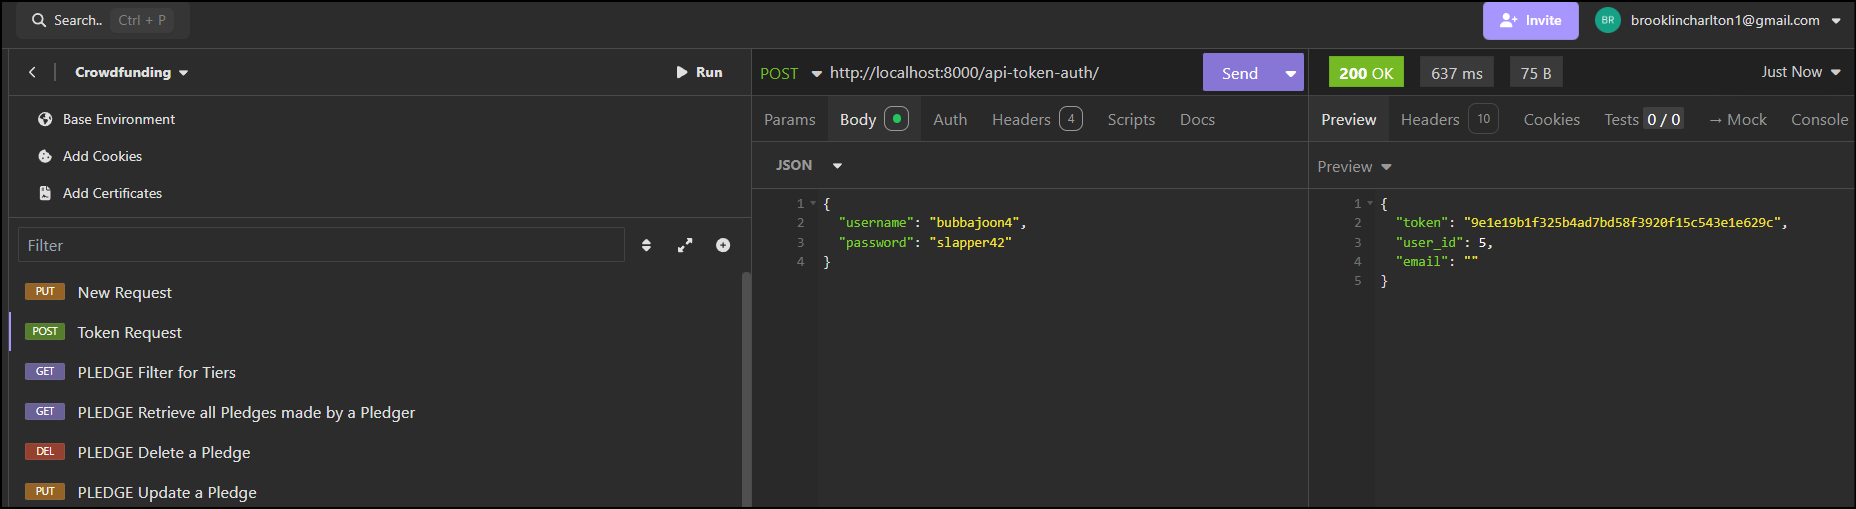 Search.. Ctrl + P
Invite
BR brooklincharlton1@gmail.com
Crowdfunding
Run
Base Environment
Add Cookies
Add Certificates
Filter
PUT New Request
POST Token Request
GET PLEDGE Filter for Tiers
GET PLEDGE Retrieve all Pledges made by a Pledger
DEL PLEDGE Delete a Pledge
PUT PLEDGE Update a Pledge
POST http://localhost:8000/api-token-auth/ Send
Params Body Auth Headers 4 Scripts Docs
JSON
1 {
2 "username": "bubbajoon4",
3 "password": "slapper42"
4 }
200 OK 637 ms 75 B Just Now
Preview Headers 10 Cookies Tests 0 / 0 → Mock Console
Preview
1 {
2 "token": "9e1e19b1f325b4ad7bd58f3920f15c543e1e629c",
3 "user_id": 5,
4 "email": ""
5 }